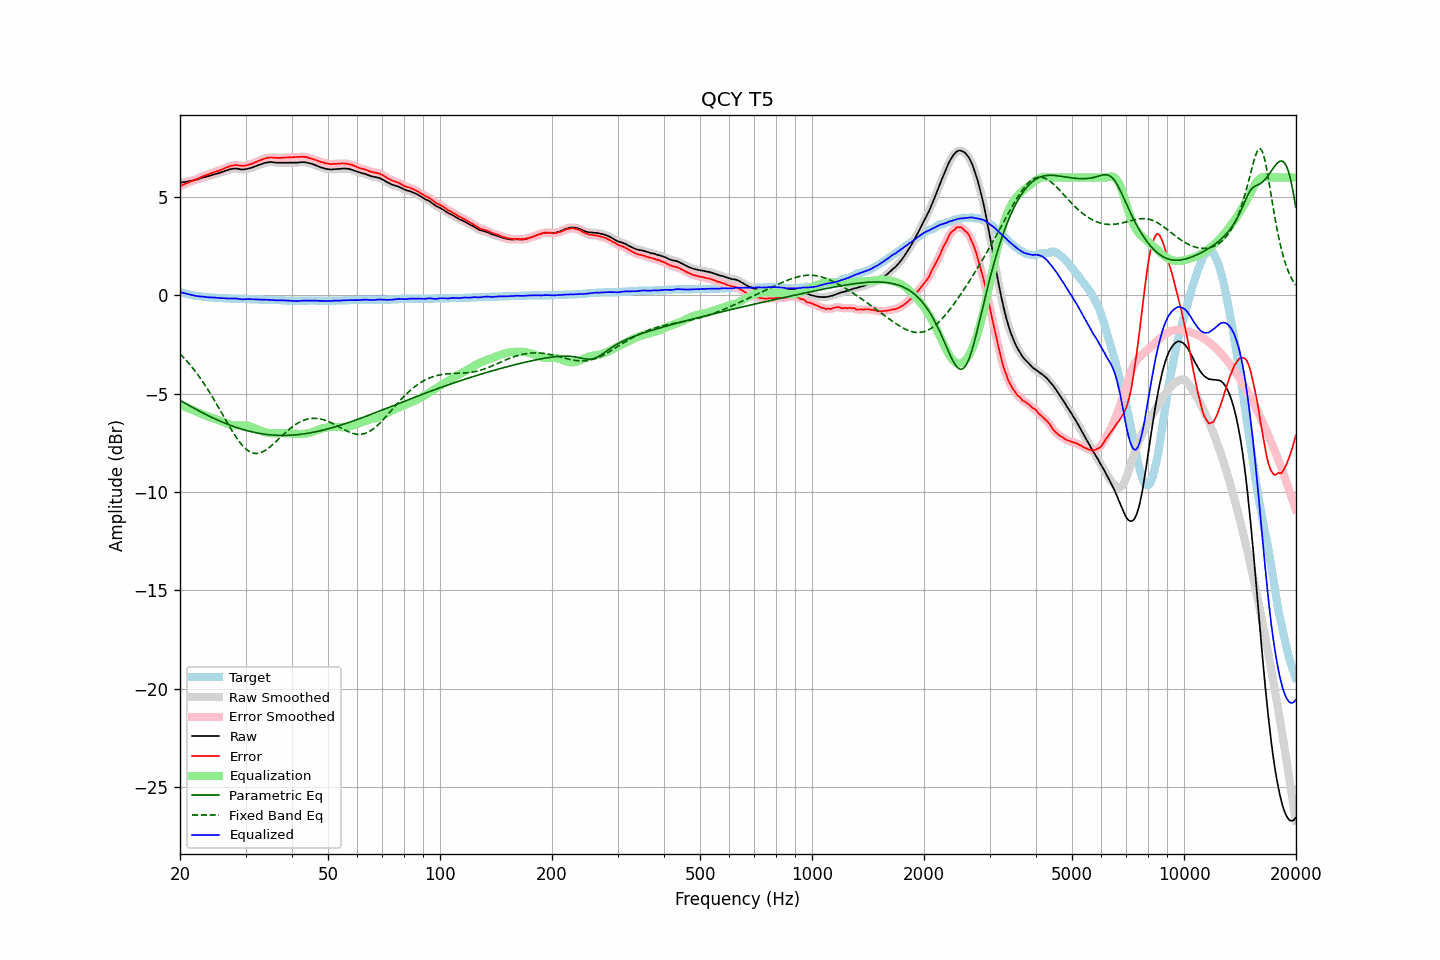 QCY T5
Amplitude (dBr)
5
0
−5
−10
−15
−20
−25
Target
Raw Smoothed
Error Smoothed
Raw
Error
Equalization
Parametric Eq
Fixed Band Eq
Equalized
20 50 100 200 500 1000 2000 5000 10000 20000
Frequency (Hz)